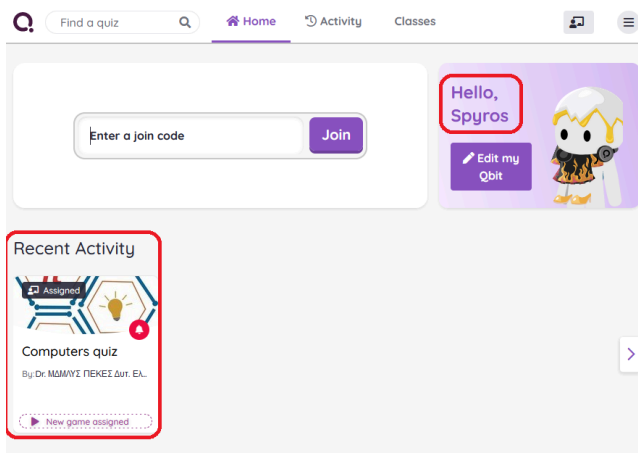 Find a quiz
Home
Activity
Classes
Enter a join code
Join
Hello,
Spyros
Edit my
Qbit
Recent Activity
Assigned
Computers quiz
By:Dr. ΜΔΜΛΥΣ ΠΕΚΕΣ Δυτ. Ελ..
New game assigned